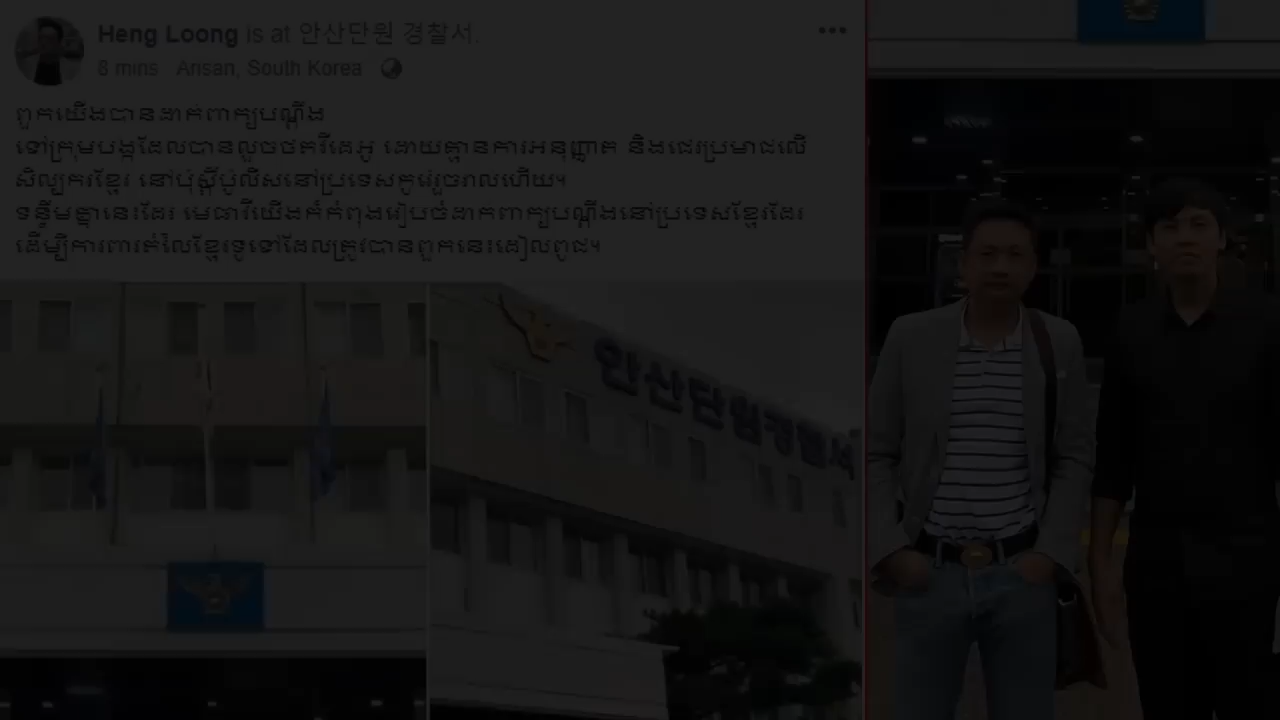 Heng Loong is at 안산단원 경찰서.
8 mins Ansan, South Korea
ពួកយើងបានដាក់ពាក្យបណ្តឹង
ទៅក្រុមបងដែលបានលួចថតវីដេអូ ដោយគ្មានការអនុញ្ញាត និងជេរប្រមាថលើ
សិល្បករខ្មែរ នៅប៉ុស្តិ៍ប៉ូលិសនៅប្រទេសកូរ៉េរួចរាល់ហើយ។
ទន្ទឹមគ្នានេះដែរ មេធាវីយើងកំកំពុងរៀបចំដាក់ពាក្យបណ្តឹងនៅប្រទេសខ្មែរដែរ
ដើម្បីការពារតំលៃខ្មែរទូទៅដែលត្រូវបានពួកនេះដៀលពូជ។
안산단원경찰서